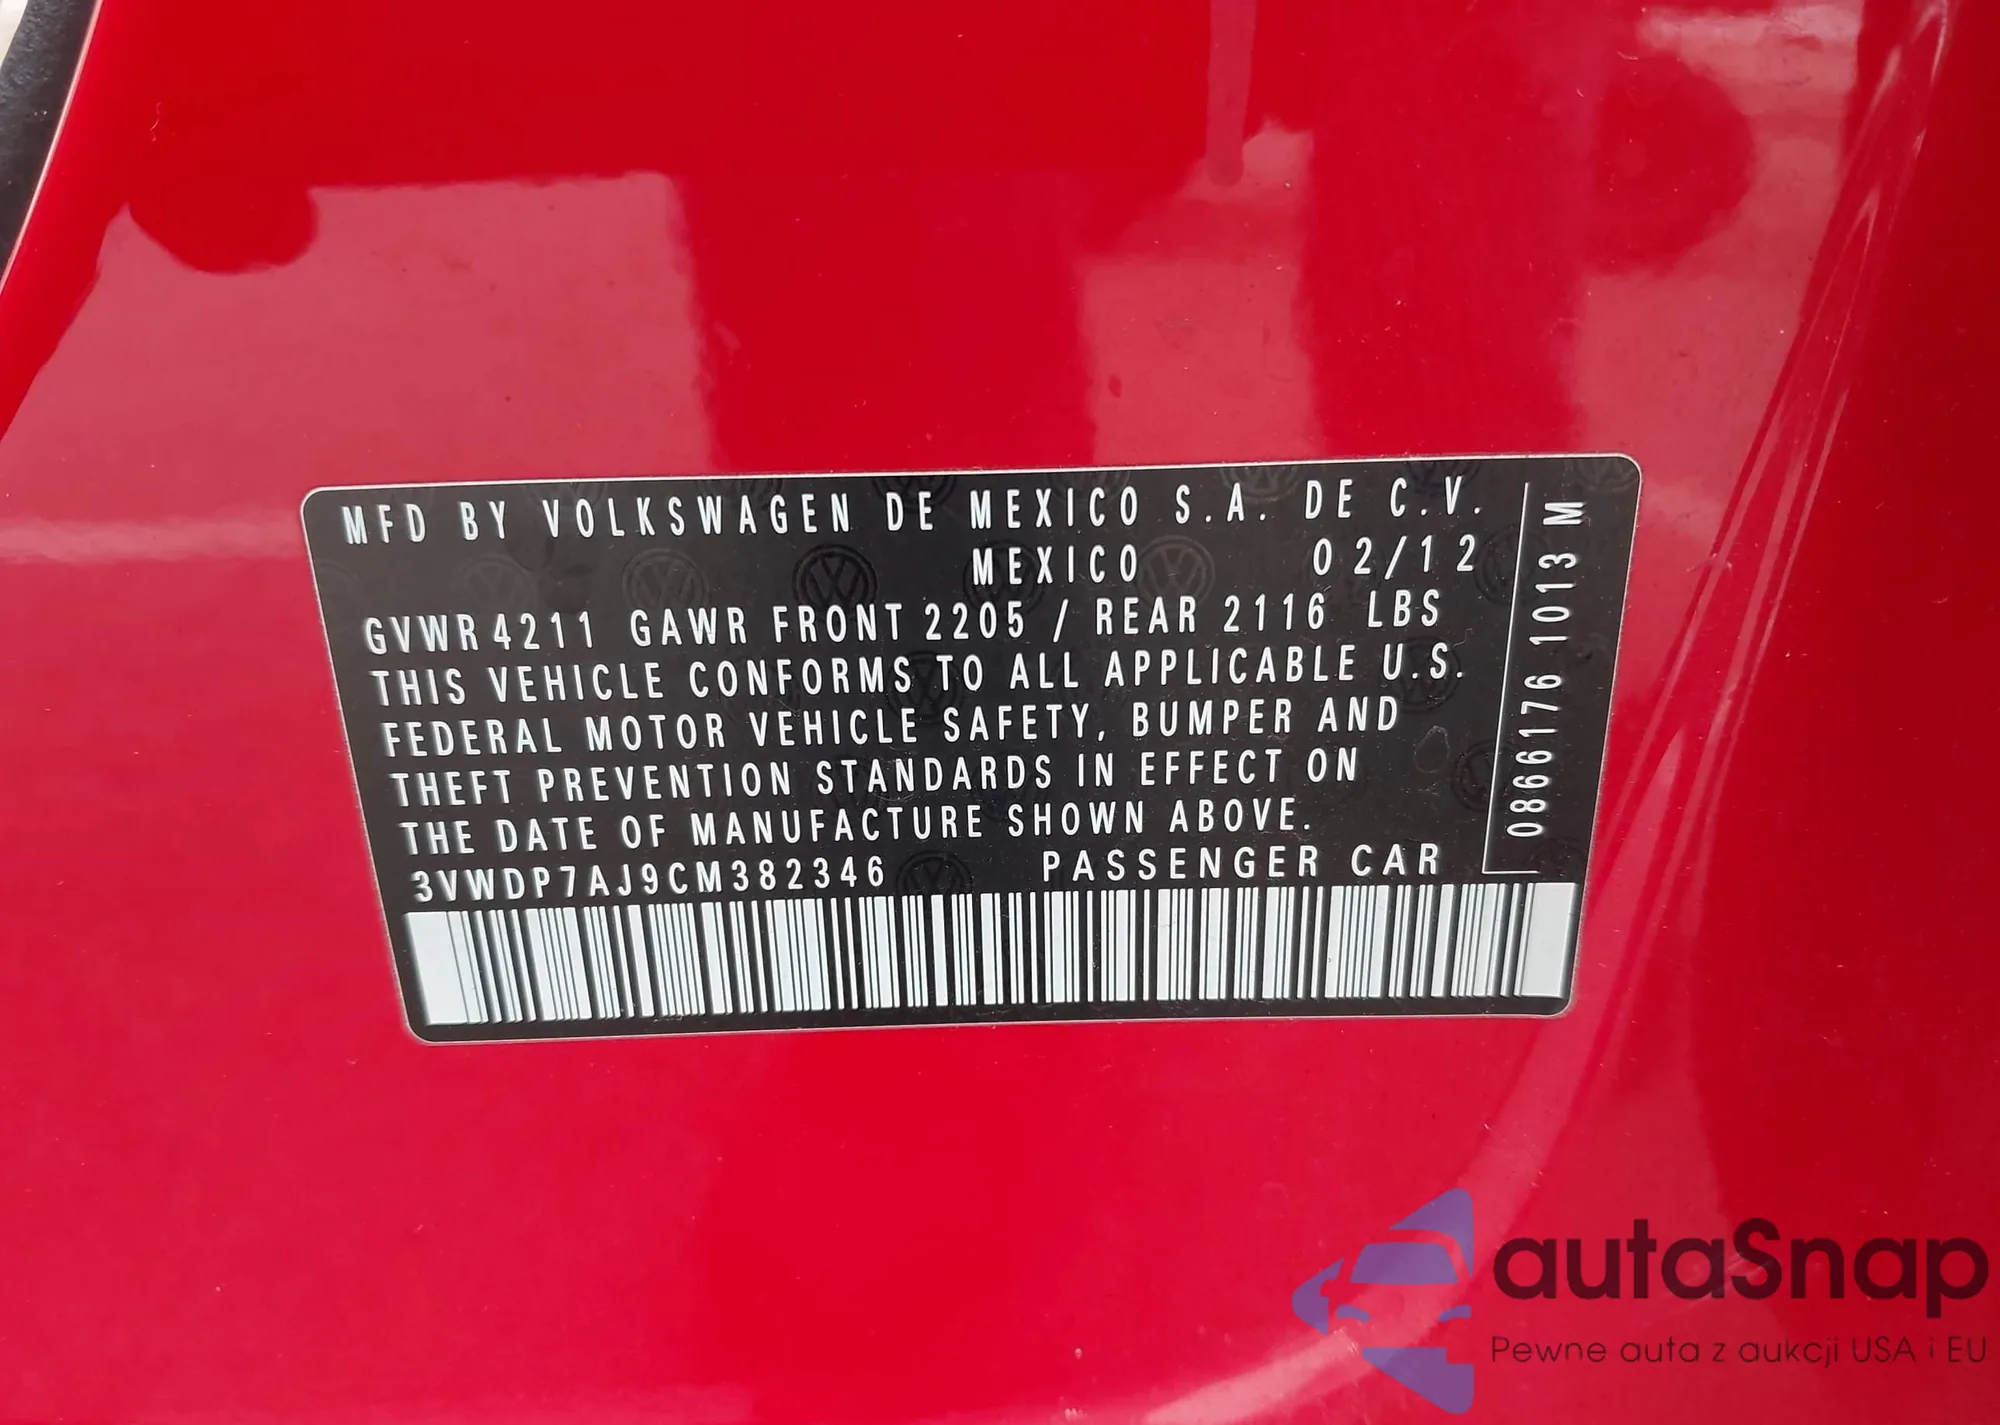 MFD BY VOLKSWAGEN DE MEXICO S.A. DE C.V.
MEXICO 02/12
GVWR 4211 GAWR FRONT 2205 / REAR 2116 LBS
THIS VEHICLE CONFORMS TO ALL APPLICABLE U.S.
FEDERAL MOTOR VEHICLE SAFETY, BUMPER AND
THEFT PREVENTION STANDARDS IN EFFECT ON
THE DATE OF MANUFACTURE SHOWN ABOVE.
3VWDP7AJ9CM382346 PASSENGER CAR
0866176 1013 M
autaSnap
Pewne auta z aukcji USA i EU